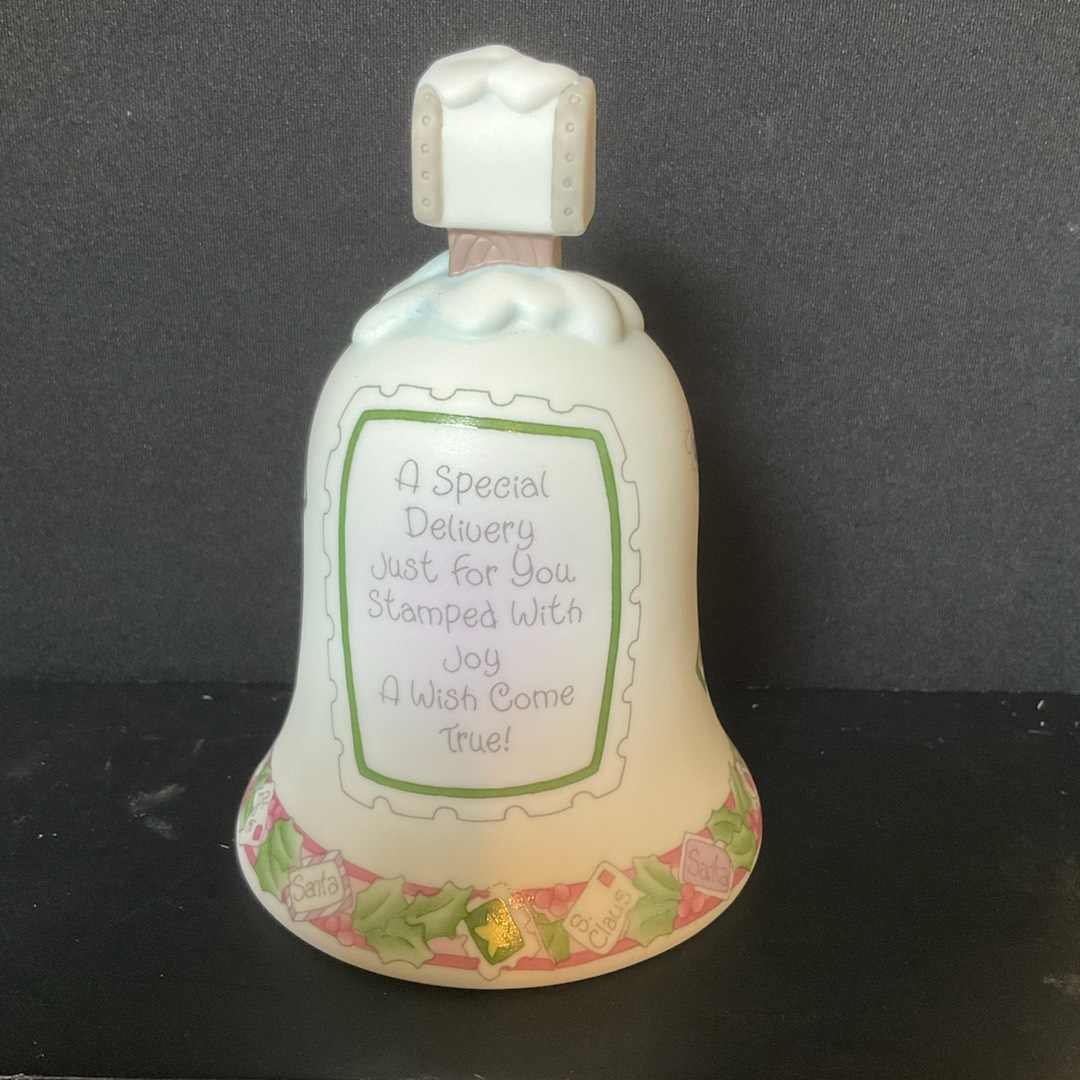 A Special
Delivery
Just For You.
Stamped With
Joy
A Wish Come
True!
Santa
S.
Claus
Santa